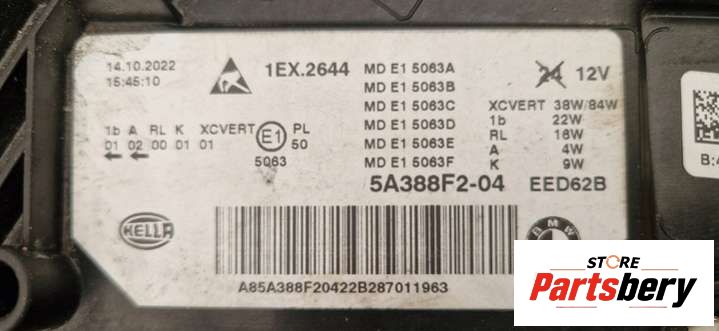 14.10.2022
15:45:10
1EX.2644
MD E1 5063A
24 12V
MD E1 5063B
MD E1 5063C XCVERT 38W/84W
MD E1 5063D 1b 22W
MD E1 5063E RL 16W
A 4W
MD E1 5063F K 9W
1b A RL K XCVERT E1 PL
01 02 00 01 01 50
5063
5A388F2-04 EED62B
HELLA
BMW
A85A388F20422B287011963
STORE
Partsbery